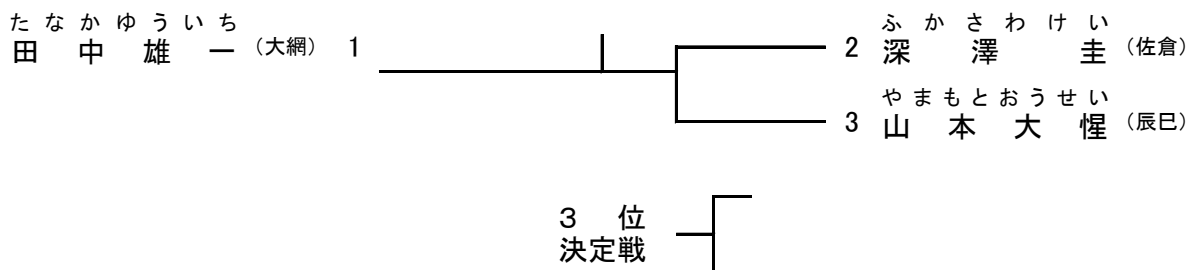 たなかゆういち
田中雄一（大網） 1
ふかさわけい
2 深澤圭（佐倉）
やまもとおうせい
3 山本大惺（辰巳）
３位
決定戦